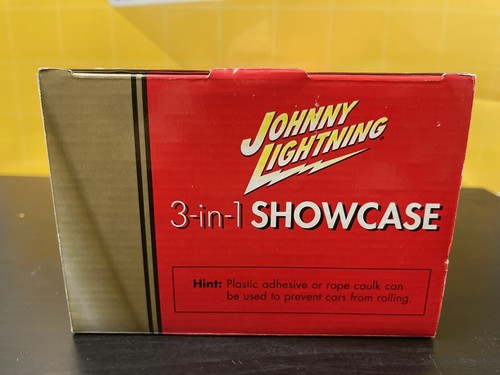 JOHNNY
LIGHTNING
3-in-1 SHOWCASE
Hint: Plastic adhesive or rope caulk can
be used to prevent cars from rolling.